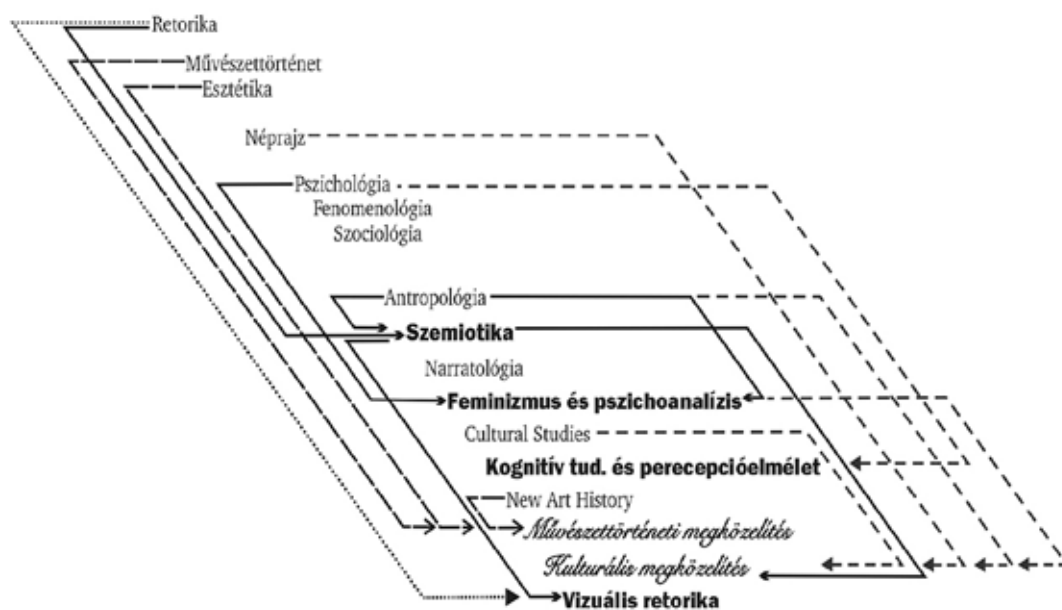 Retorika
Művészettörténet
Esztétika
Néprajz
Pszichológia
Fenomenológia
Szociológia
Antropológia
Szemiotika
Narratológia
Feminizmus és pszichoanalízis
Cultural Studies
Kognitív tud. és perecepcióelmélet
New Art History
Művészettörténeti megközelítés
Kulturális megközelítés
Vizuális retorika